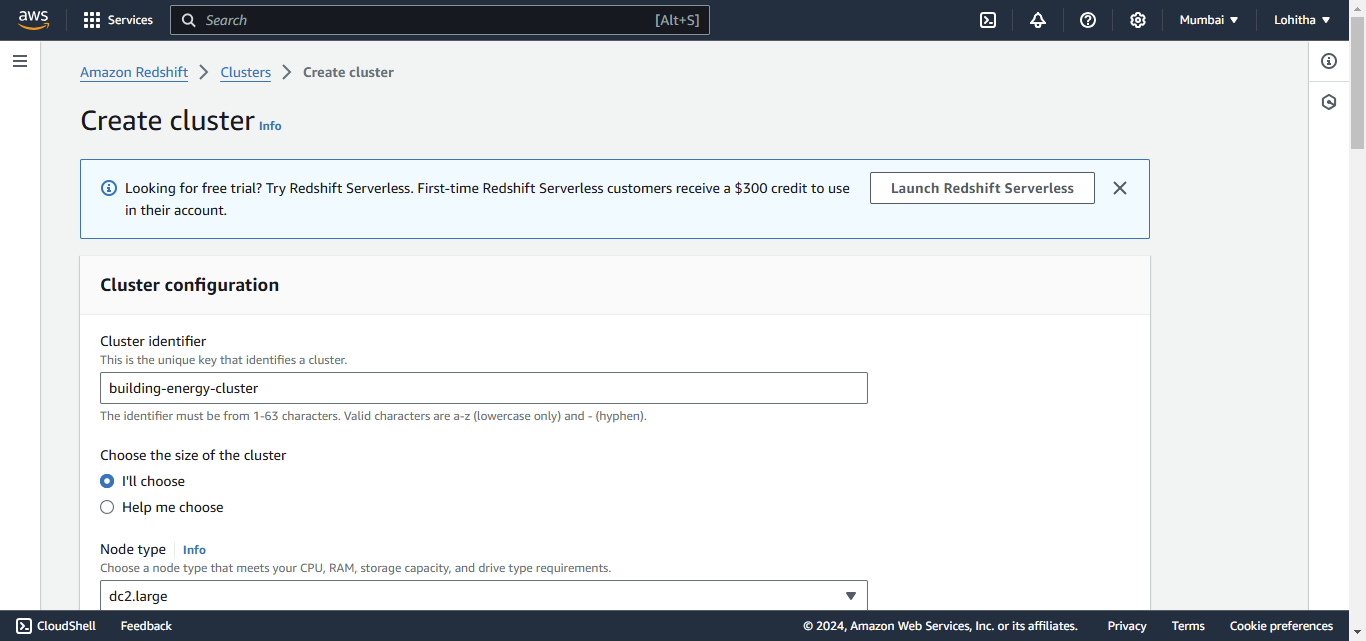 aws Services Search [Alt+S] Mumbai ▼ Lohitha ▼
Amazon Redshift > Clusters > Create cluster
Create cluster Info
Looking for free trial? Try Redshift Serverless. First-time Redshift Serverless customers receive a $300 credit to use
in their account.
Launch Redshift Serverless
Cluster configuration
Cluster identifier
This is the unique key that identifies a cluster.
building-energy-cluster
The identifier must be from 1-63 characters. Valid characters are a-z (lowercase only) and - (hyphen).
Choose the size of the cluster
I'll choose
Help me choose
Node type Info
Choose a node type that meets your CPU, RAM, storage capacity, and drive type requirements.
dc2.large
CloudShell Feedback © 2024, Amazon Web Services, Inc. or its affiliates. Privacy Terms Cookie preferences